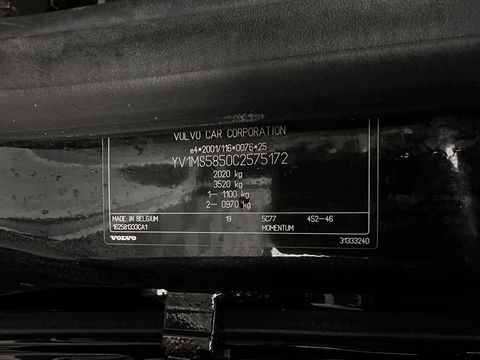 VOLVO CAR CORPORATION
e4*2001/116*0076*25
YV1MS5850C2575172
2020 kg
3520 kg
1- 1100 kg
2- 0970 kg
MADE IN BELGIUM 19 5C77 452-46
162581333CA1 MOMENTUM
VOLVO 31333240